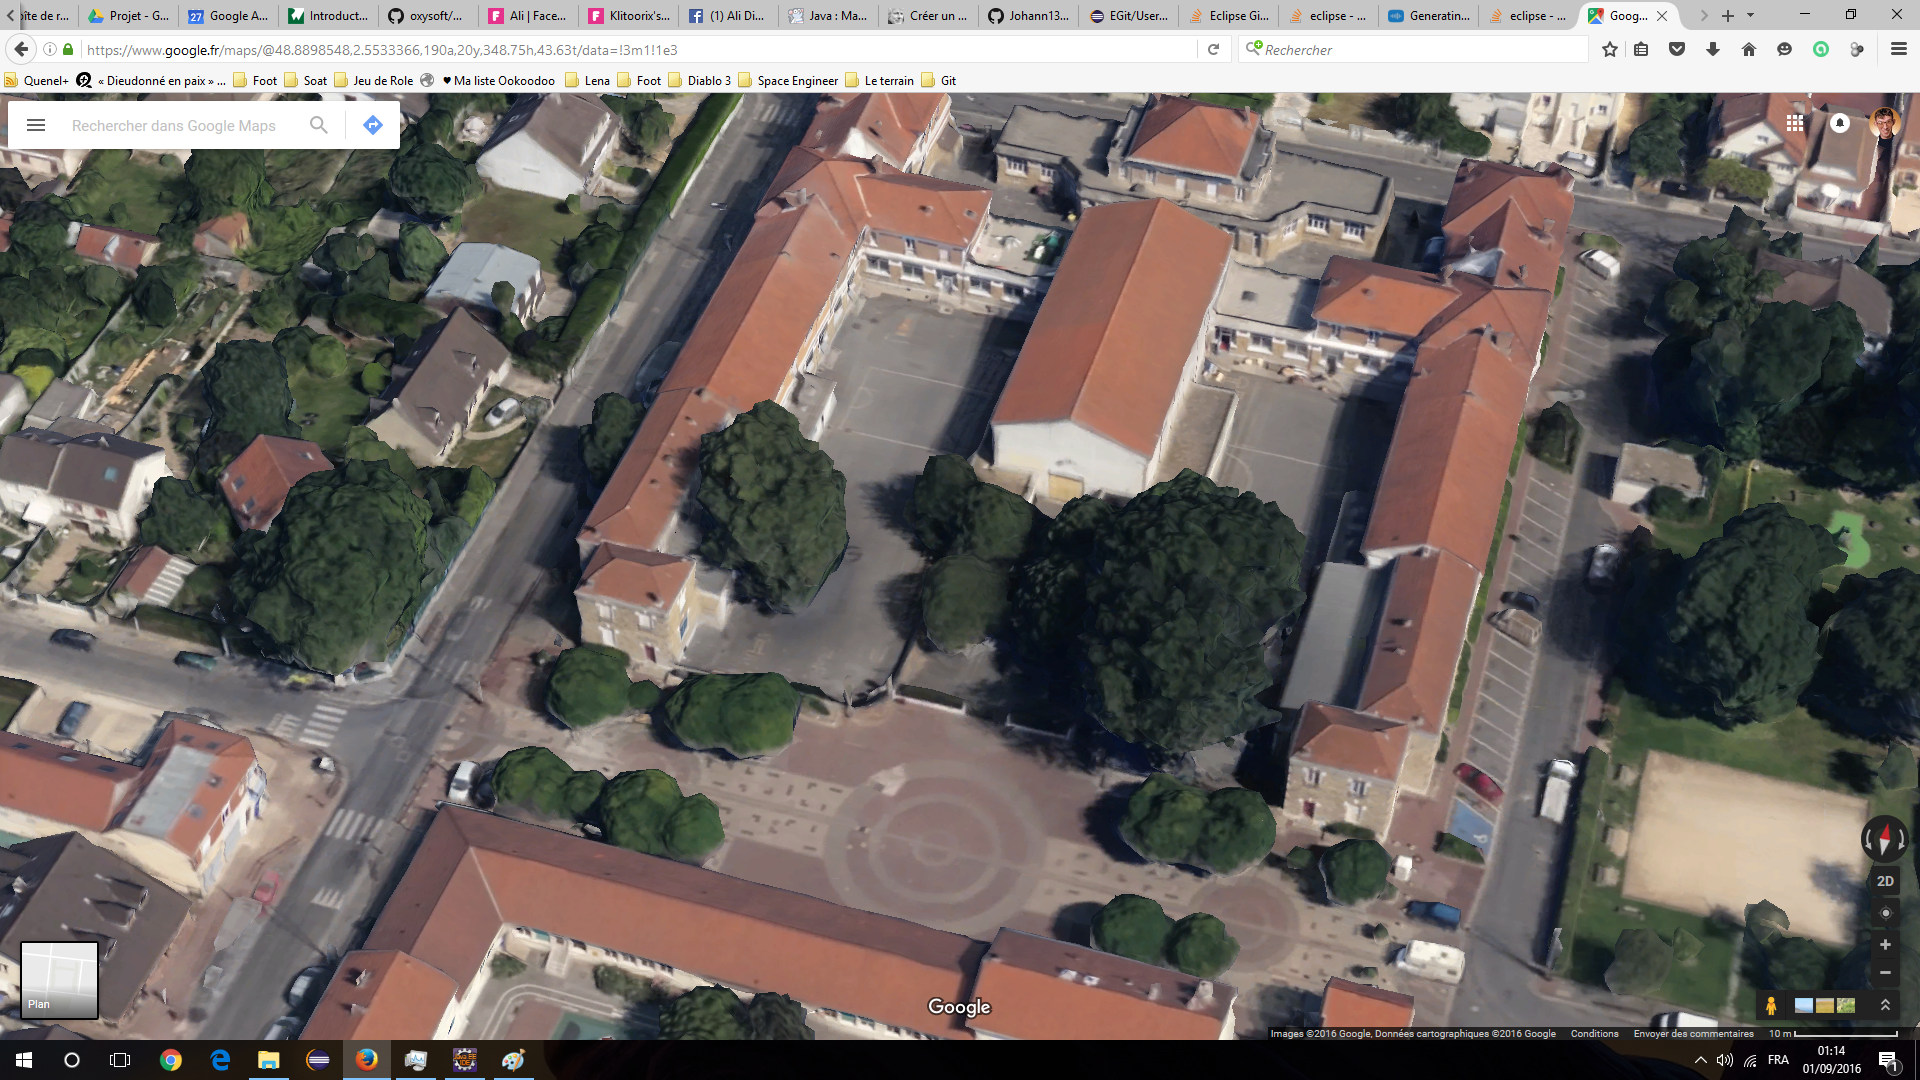 oîte de r...
Projet - G...
Google A...
Introduct...
oxysoft/...
Ali | Face...
Klitoorix's...
(1) Ali Di...
Java : Ma...
Créer un ...
Johann13...
EGit/User...
Eclipse Gi...
eclipse - ...
Generatin...
eclipse - ...
Goog...
https://www.google.fr/maps/@48.8898548,2.5533366,190a,20y,348.75h,43.63t/data=!3m1!1e3
Rechercher
Quenel+
« Dieudonné en paix » ...
Foot
Soat
Jeu de Role
♥ Ma liste Ookoodoo
Lena
Foot
Diablo 3
Space Engineer
Le terrain
Git
Rechercher dans Google Maps
2D
Plan
Google
Images ©2016 Google, Données cartographiques ©2016 Google
Conditions
Envoyer des commentaires
10 m
FRA
01:14
01/09/2016
1